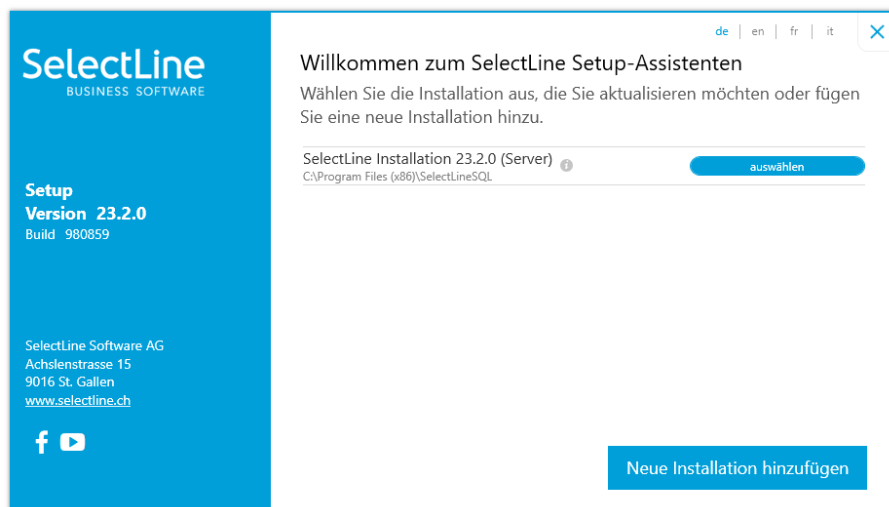 SelectLine
BUSINESS SOFTWARE
Setup
Version 23.2.0
Build 980859
SelectLine Software AG
Achslenstrasse 15
9016 St. Gallen
www.selectline.ch
de | en | fr | it
Willkommen zum SelectLine Setup-Assistenten
Wählen Sie die Installation aus, die Sie aktualisieren möchten oder fügen
Sie eine neue Installation hinzu.
SelectLine Installation 23.2.0 (Server)
C:\Program Files (x86)\SelectLineSQL
auswählen
Neue Installation hinzufügen